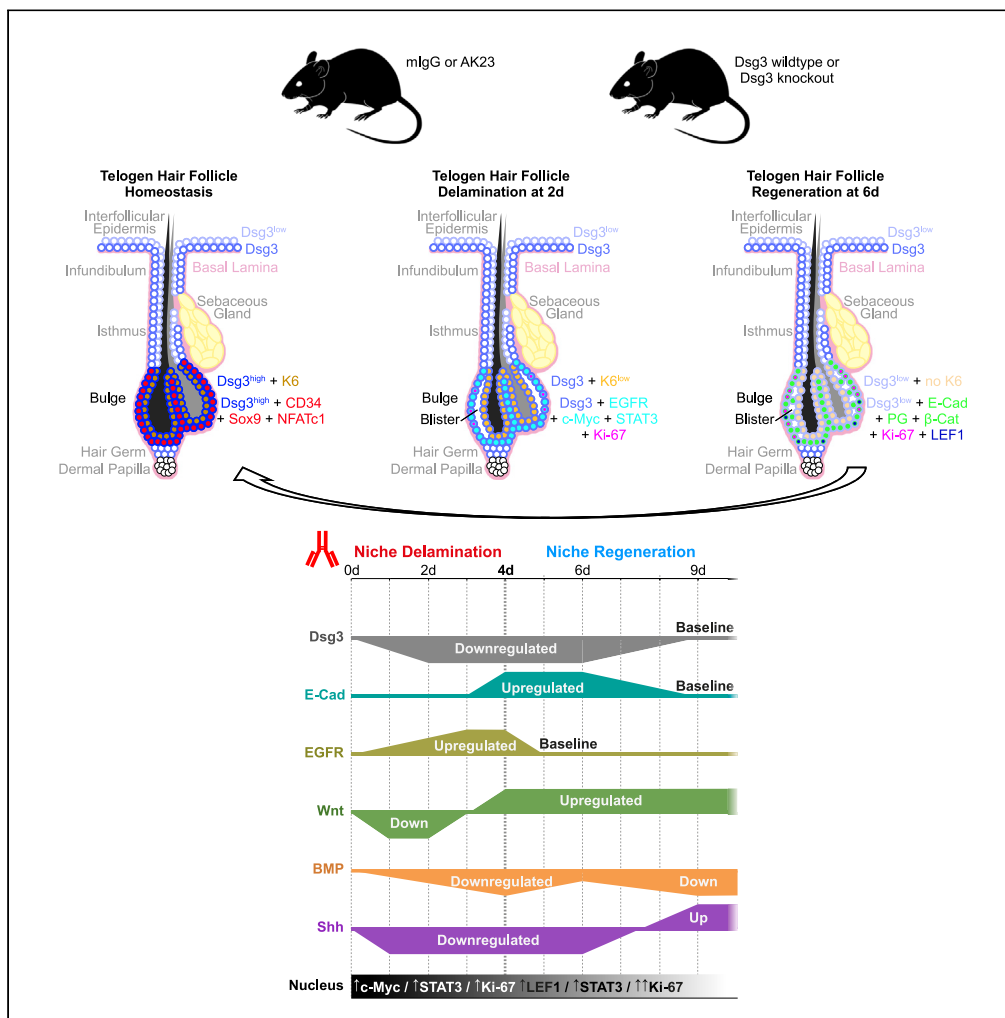 mIgG or AK23
Dsg3 wildtype or
Dsg3 knockout
Telogen Hair Follicle
Homeostasis
Interfollicular
Epidermis
Dsg3low
Dsg3
Infundibulum
Basal Lamina
Sebaceous
Gland
Isthmus
Dsg3high + K6
Bulge
Dsg3high + CD34
+ Sox9 + NFATc1
Hair Germ
Dermal Papilla
Telogen Hair Follicle
Delamination at 2d
Interfollicular
Epidermis
Dsg3low
Dsg3
Infundibulum
Basal Lamina
Sebaceous
Gland
Isthmus
Dsg3 + K6low
Bulge
Dsg3 + EGFR
Blister
+ c-Myc + STAT3
+ Ki-67
Hair Germ
Dermal Papilla
Telogen Hair Follicle
Regeneration at 6d
Interfollicular
Epidermis
Dsg3low
Dsg3
Infundibulum
Basal Lamina
Sebaceous
Gland
Isthmus
Dsg3low + no K6
Bulge
Dsg3low + E-Cad
Blister
+ PG + β-Cat
+ Ki-67 + LEF1
Hair Germ
Dermal Papilla
Niche Delamination Niche Regeneration
0d 2d 4d 6d 9d
Dsg3 Downregulated Baseline
E-Cad Upregulated Baseline
EGFR Upregulated Baseline
Wnt Down Upregulated
BMP Downregulated Down
Shh Downregulated Up
Nucleus ↑c-Myc / ↑STAT3 / ↑Ki-67 ↑LEF1 / ↑STAT3 / ↑↑Ki-67